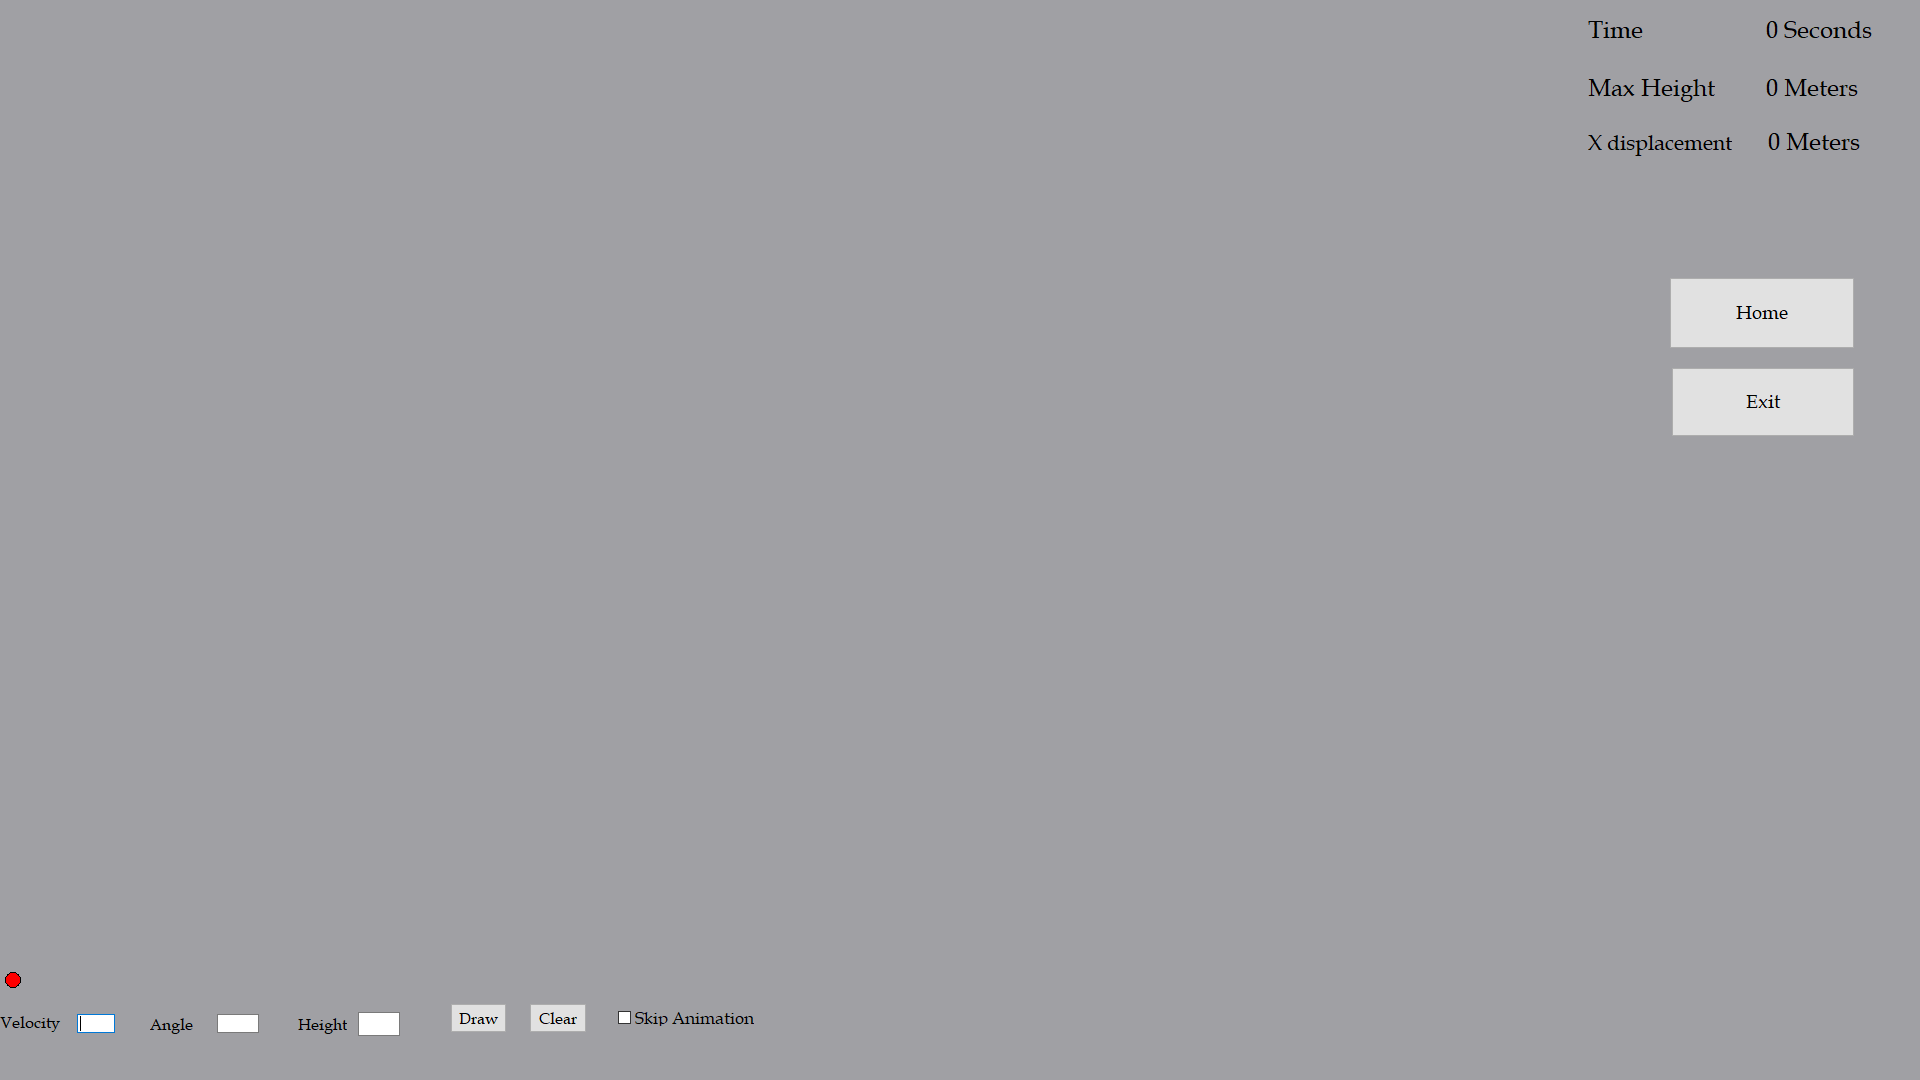 Time 0 Seconds
Max Height 0 Meters
X displacement 0 Meters
Home
Exit
Velocity Angle Height Draw Clear Skip Animation